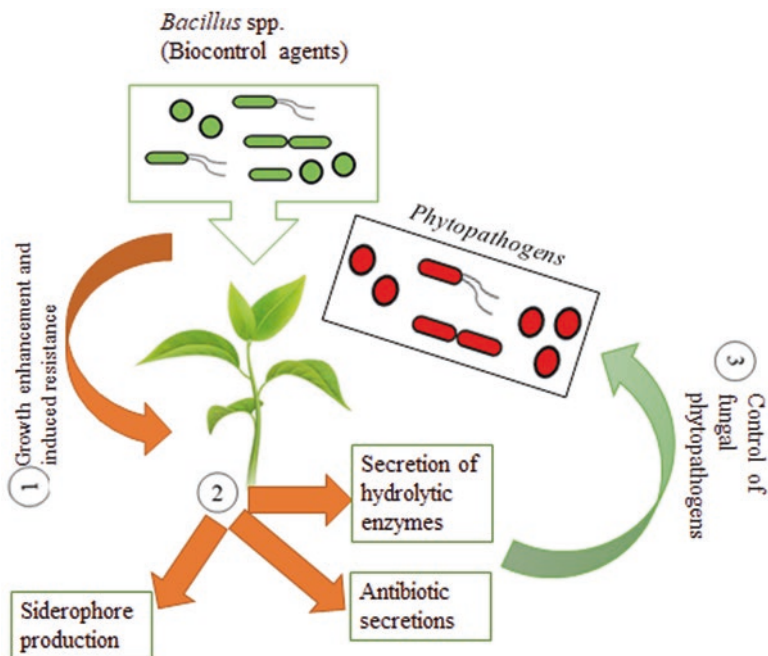 Bacillus spp.
(Biocontrol agents)
Phytopathogens
1
Growth enhancement and
induced resistance
2
Secretion of
hydrolytic
enzymes
Antibiotic
secretions
Siderophore
production
3
Control of
fungal
phytopathogens